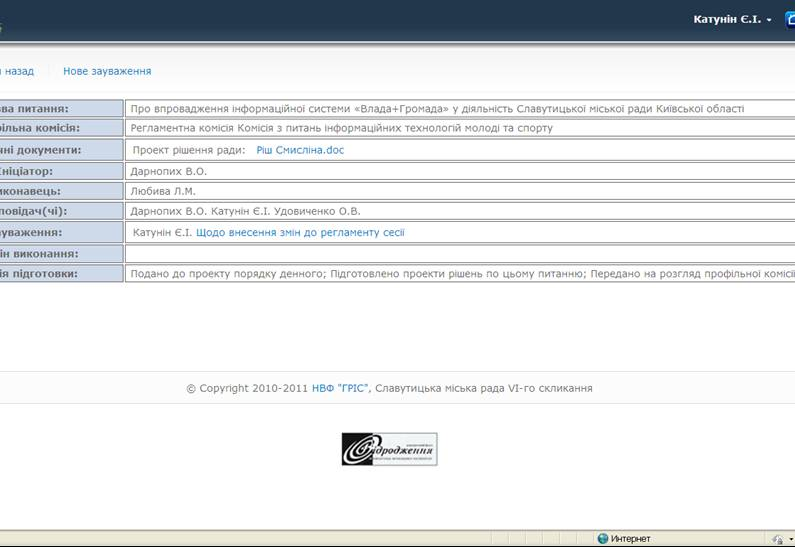 Катунін Є.І.
назад Нове зауваження
ва питання: Про впровадження інформаційної системи «Влада+Громада» у діяльність Славутицької міської ради Київської області
ільна комісія: Регламентна комісія Комісія з питань інформаційних технологій молоді та спорту
чні документи: Проект рішення ради: Ріш Смисліна.doc
ніціатор: Дарнопих В.О.
иконавець: Любива Л.М.
повідач(чі): Дарнопих В.О. Катунін Є.І. Удовиченко О.В.
уваження: Катунін Є.І. Щодо внесення змін до регламенту сесії
ін виконання:
ія підготовки: Подано до проекту порядку денного; Підготовлено проекти рішень по цьому питанню; Передано на розгляд профільної комісії
© Copyright 2010-2011 НВФ "ГРІС", Славутицька міська рада VI-го скликання
Відродження
Интернет